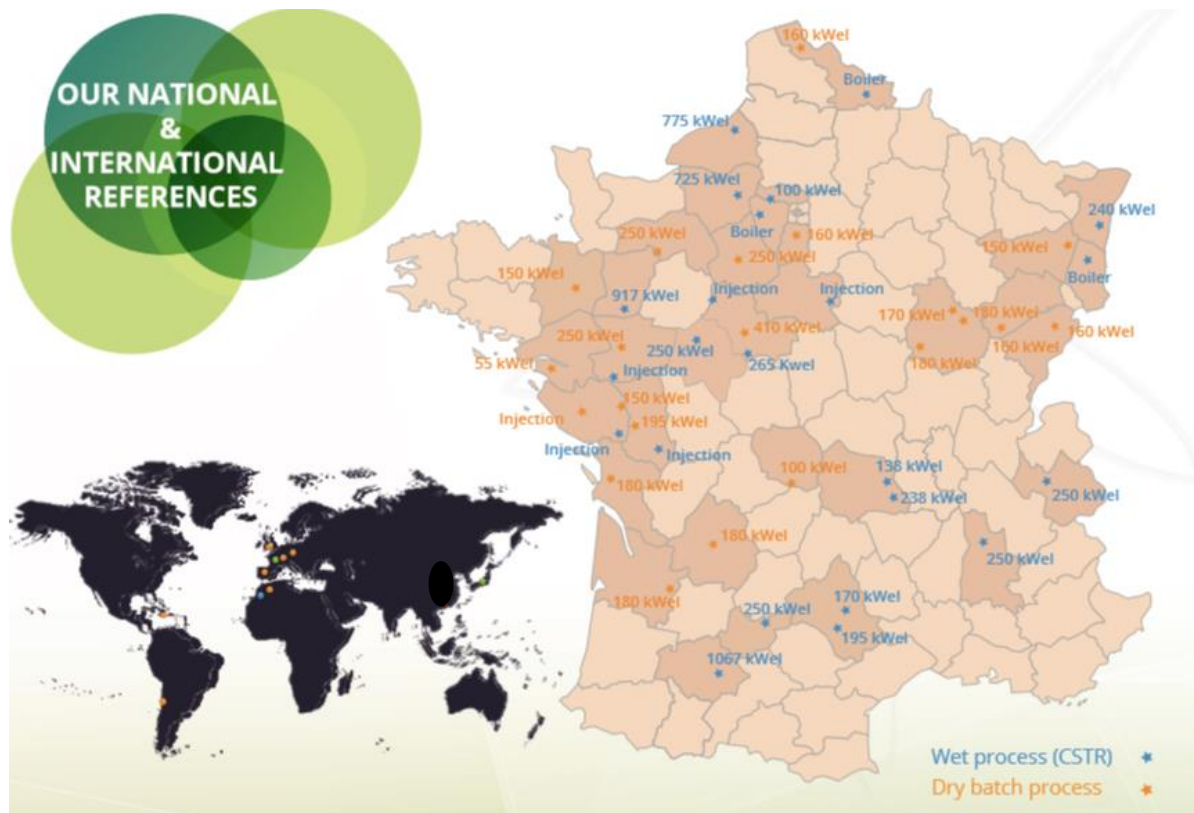 OUR NATIONAL
&
INTERNATIONAL
REFERENCES
160 kWel
Boiler
775 kWel
725 kWel
100 kWel
Boiler
240 kWel
250 kWel
160 kWel
150 kWel
250 kWel
Boiler
150 kWel
917 kWel
Injection
Injection
170 kWel
180 kWel
250 kWel
410 kWel
160 kWel
160 kWel
250 kWel
265 Kwel
180 kWel
55 kWel
Injection
150 kWel
Injection
195 kWel
Injection
Injection
100 kWel
138 kWel
180 kWel
238 kWel
250 kWel
180 kWel
250 kWel
180 kWel
250 kWel
170 kWel
195 kWel
1067 kWel
Wet process (CSTR)
Dry batch process